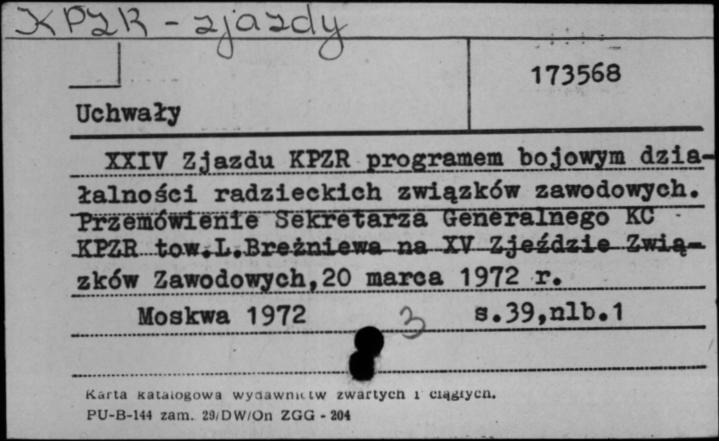 KPZR - zjazdy
173568
Uchwały
XXIV Zjazdu KPZR programem bojowym dzia-
łalności radzieckich związków zawodowych.
Przemówienie Sekretarza Generalnego KC
KPZR tow.L.Breżniewa na XV Zjeździe Zwią-
zków Zawodowych,20 marca 1972 r.
Moskwa 1972 3 s.39,nlb.1
Karta katalogowa wydawnictw zwartych i ciągłych.
PU-B-144 zam. 29/DW/On ZGG - 204